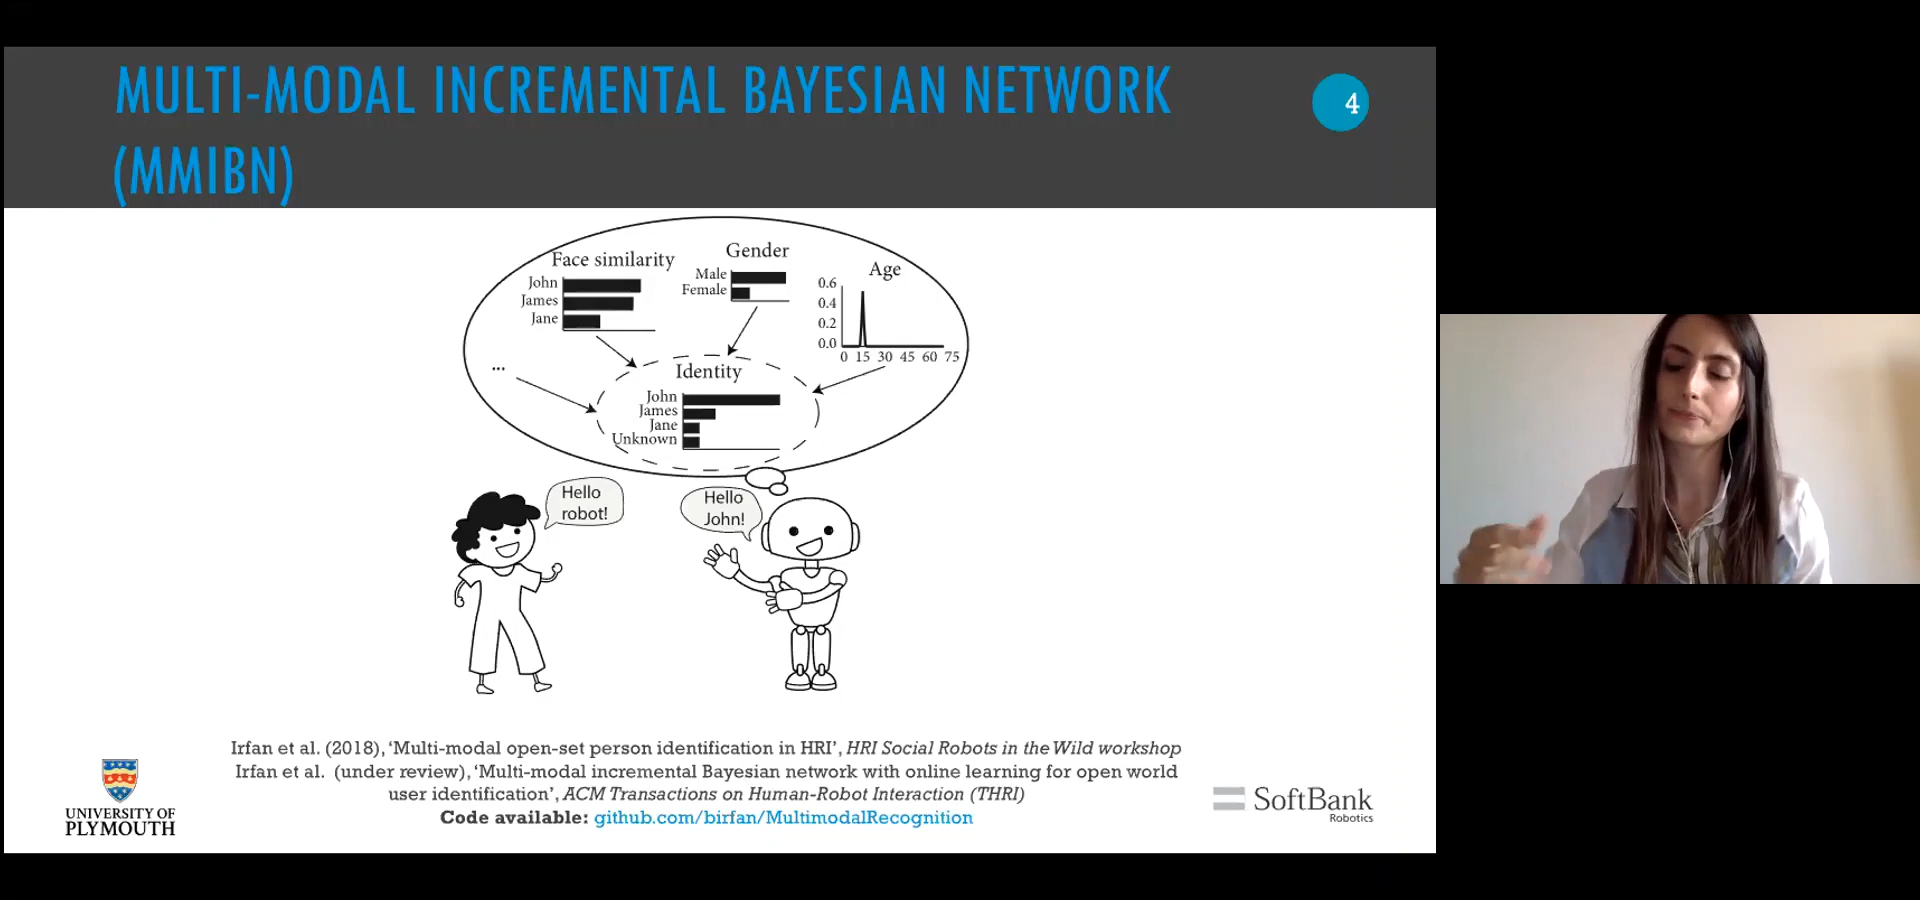 MULTI-MODAL INCREMENTAL BAYESIAN NETWORK
(MMIBN)
4
Face similarity
John
James
Jane
Gender
Male
Female
Age
0.6
0.4
0.2
0.0
0 15 30 45 60 75
...
Identity
John
James
Jane
Unknown
Hello
robot!
Hello
John!
Irfan et al. (2018), ‘Multi-modal open-set person identification in HRI’, HRI Social Robots in the Wild workshop
Irfan et al. (under review), ‘Multi-modal incremental Bayesian network with online learning for open world
user identification’, ACM Transactions on Human-Robot Interaction (THRI)
Code available: github.com/birfan/MultimodalRecognition
UNIVERSITY OF
PLYMOUTH
SoftBank
Robotics